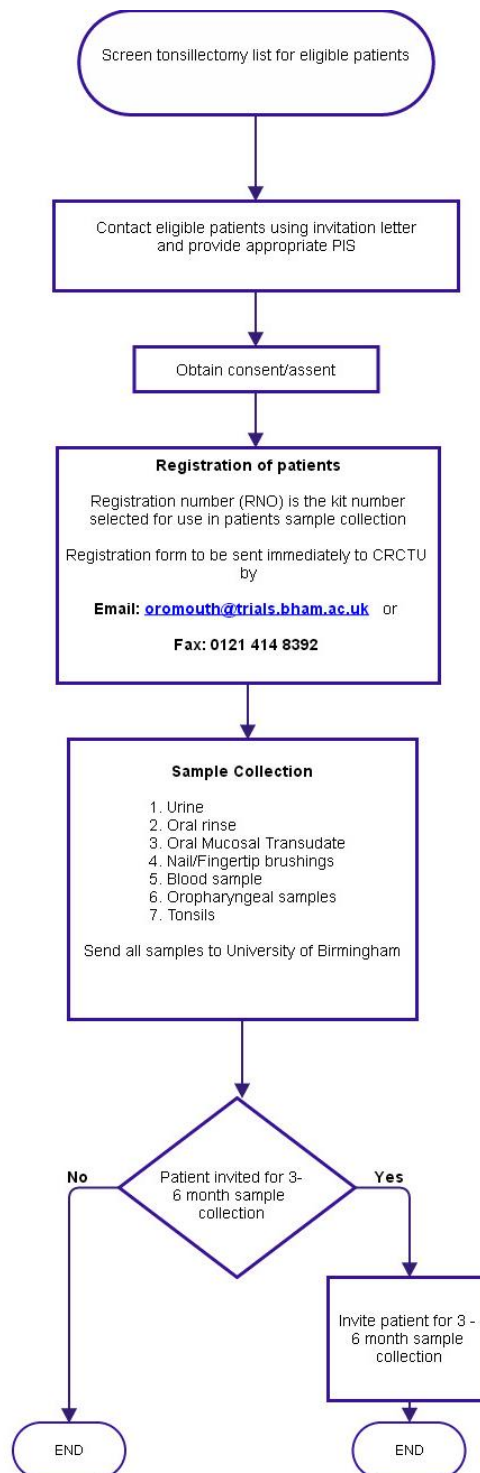 Screen tonsillectomy list for eligible patients
Contact eligible patients using invitation letter
and provide appropriate PIS
Obtain consent/assent
Registration of patients
Registration number (RNO) is the kit number
selected for use in patients sample collection
Registration form to be sent immediately to CRCTU
by
Email: oromouth@trials.bham.ac.uk or
Fax: 0121 414 8392
Sample Collection
1. Urine
2. Oral rinse
3. Oral Mucosal Transudate
4. Nail/Fingertip brushings
5. Blood sample
6. Oropharyngeal samples
7. Tonsils
Send all samples to University of Birmingham
No
Patient invited for 3-
6 month sample
collection
Yes
Invite patient for 3 -
6 month sample
collection
END
END